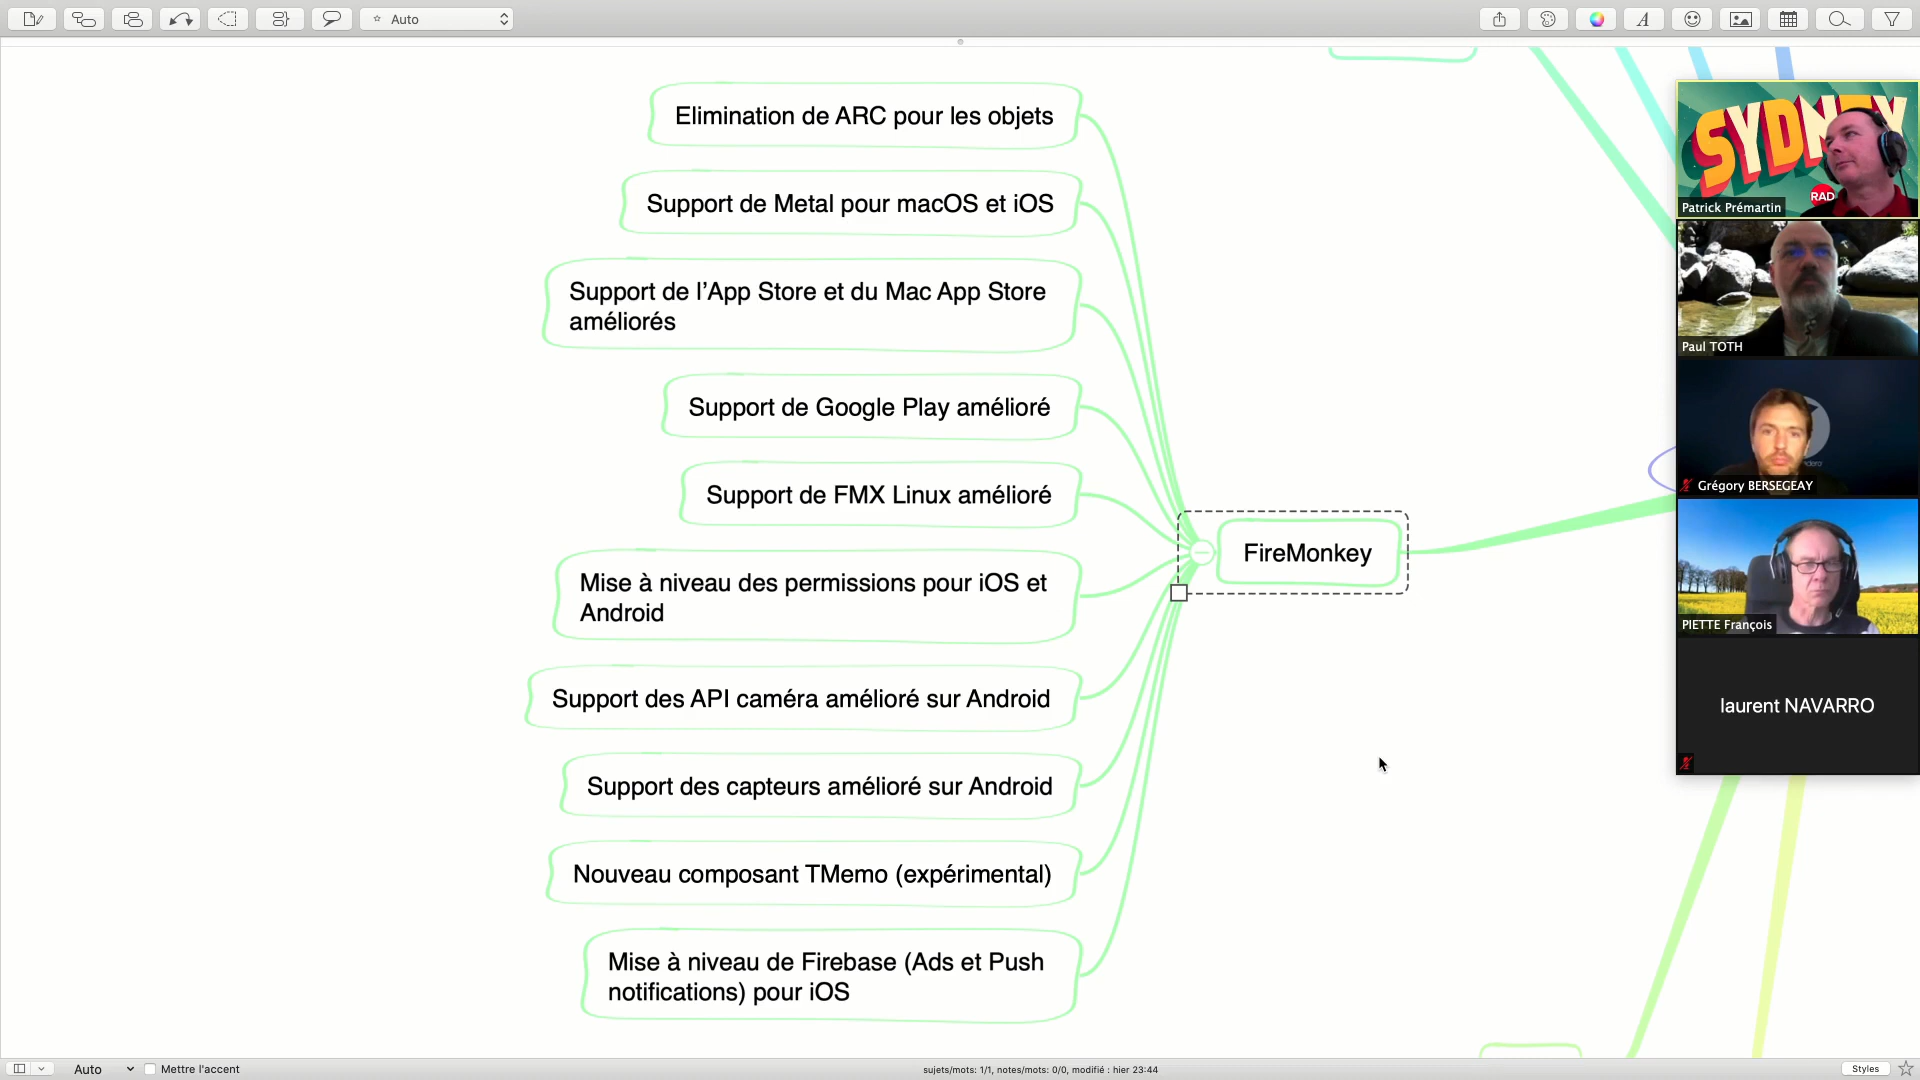 Auto
Elimination de ARC pour les objets
Support de Metal pour macOS et iOS
Support de l’App Store et du Mac App Store
améliorés
Support de Google Play amélioré
Support de FMX Linux amélioré
Mise à niveau des permissions pour iOS et
Android
Support des API caméra amélioré sur Android
Support des capteurs amélioré sur Android
Nouveau composant TMemo (expérimental)
Mise à niveau de Firebase (Ads et Push
notifications) pour iOS
FireMonkey
SYDNEY
RAD
Patrick Prémartin
Paul TOTH
Grégory BERSEGEAY
PIETTE François
laurent NAVARRO
Auto
Mettre l'accent
sujets/mots: 1/1, notes/mots: 0/0, modifié : hier 23:44
Styles